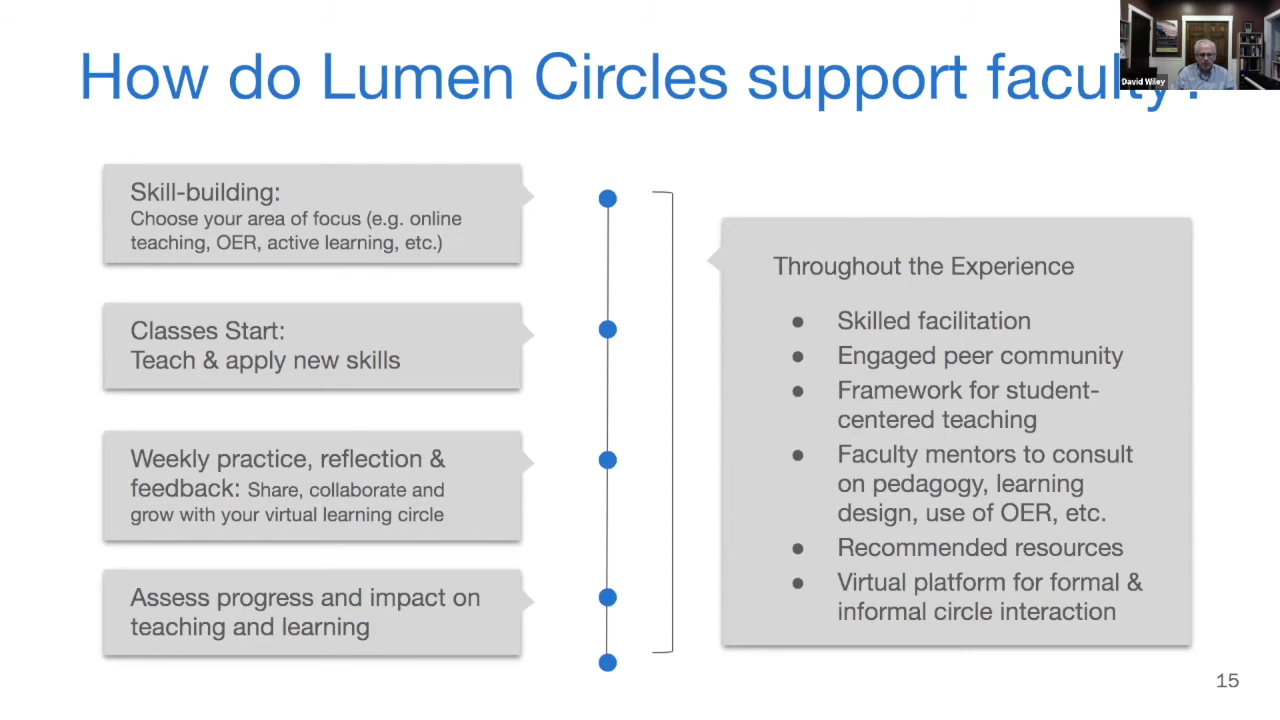 How do Lumen Circles support faculty?
David Wiley
Skill-building:
Choose your area of focus (e.g. online
teaching, OER, active learning, etc.)
Classes Start:
Teach & apply new skills
Weekly practice, reflection &
feedback: Share, collaborate and
grow with your virtual learning circle
Assess progress and impact on
teaching and learning
Throughout the Experience
● Skilled facilitation
● Engaged peer community
● Framework for student-
centered teaching
● Faculty mentors to consult
on pedagogy, learning
design, use of OER, etc.
● Recommended resources
● Virtual platform for formal &
informal circle interaction
15